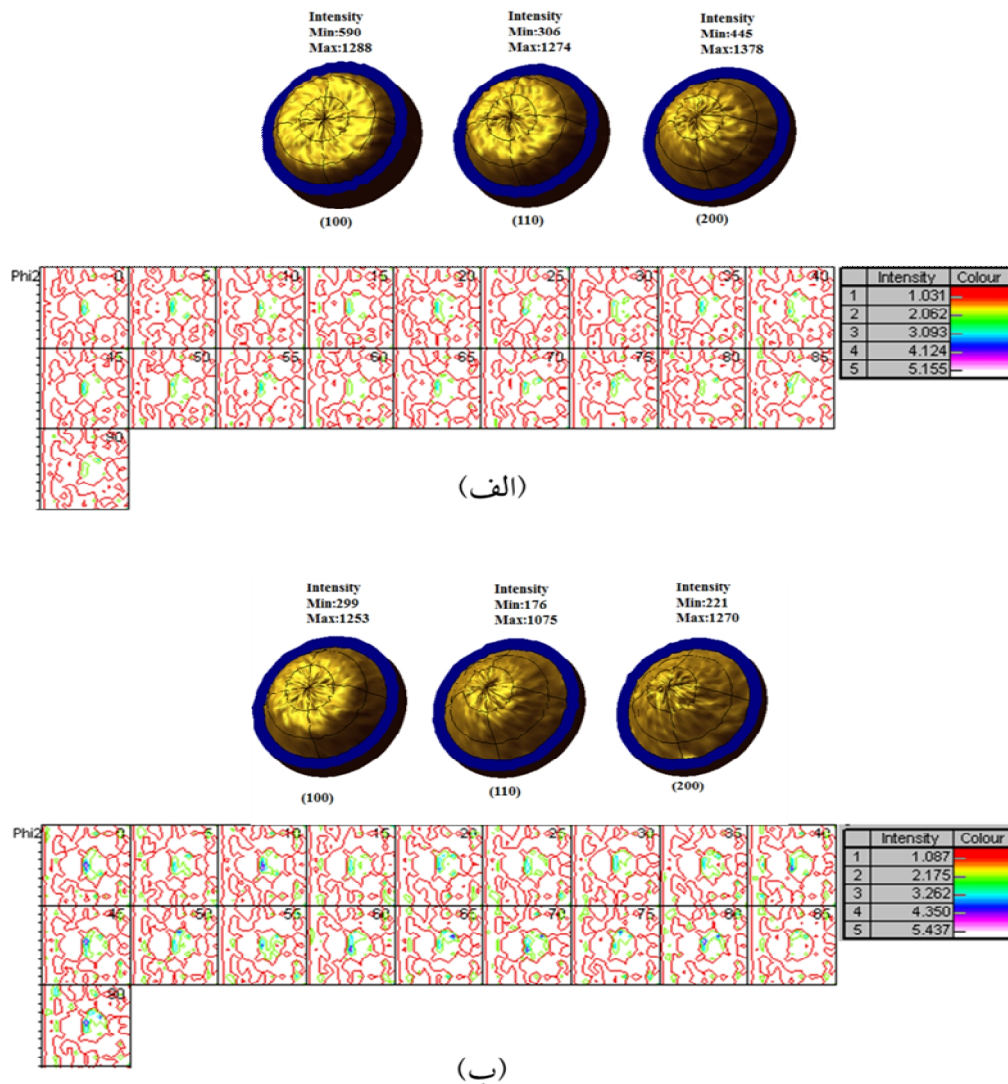 Intensity Intensity Intensity
Min:590 Min:306 Min:445
Max:1288 Max:1274 Max:1378
(100) (110) (200)
Phi2 0 5 10 15 20 25 30 35 40
45 50 55 60 65 70 75 80 85
90
Intensity Colour
1 1.031
2 2.062
3 3.093
4 4.124
5 5.155
(الف)
Intensity Intensity Intensity
Min:299 Min:176 Min:221
Max:1253 Max:1075 Max:1270
(100) (110) (200)
Phi2 0 5 10 15 20 25 30 35 40
45 50 55 60 65 70 75 80 85
90
Intensity Colour
1 1.087
2 2.175
3 3.262
4 4.350
5 5.437
(ب)